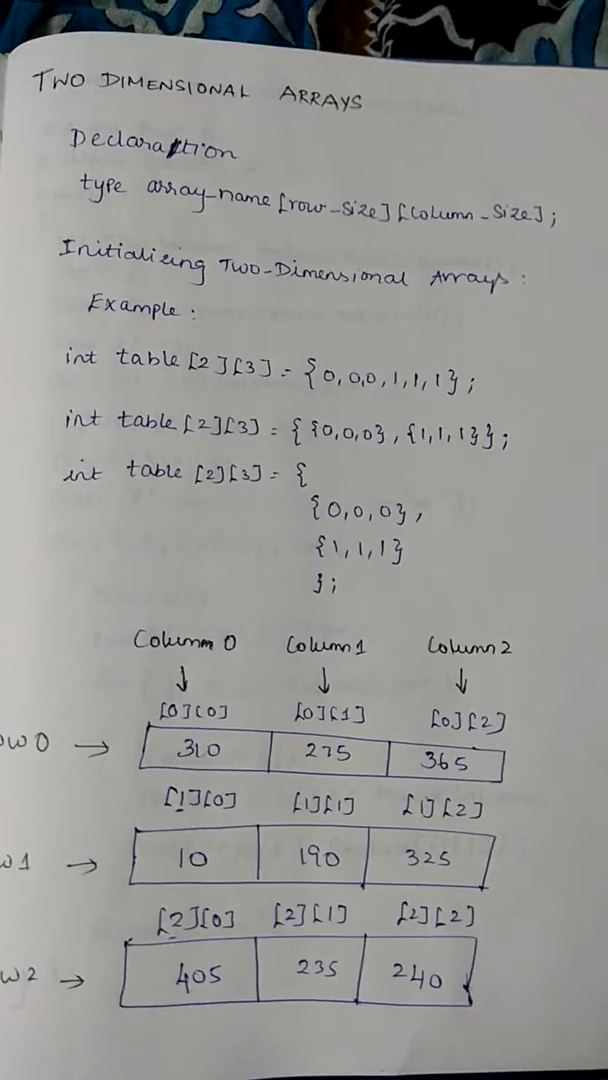 TWO DIMENSIONAL ARRAYS
Declaration
type array-name [row-size] [column-size];
Initializing Two-Dimensional Arrays:
Example:
int table [2][3] = {0,0,0,1,1,1};
int table [2][3] = { {0,0,0}, {1,1,1}};
int table [2][3] = {
{0,0,0},
{1,1,1}
};
Column 0 Column 1 Column 2
↓ ↓ ↓
[0][0] [0][1] [0][2]
ow 0 → 310 275 365
[1][0] [1][1] [1][2]
w 1 → 10 190 325
[2][0] [2][1] [2][2]
w 2 → 405 235 240